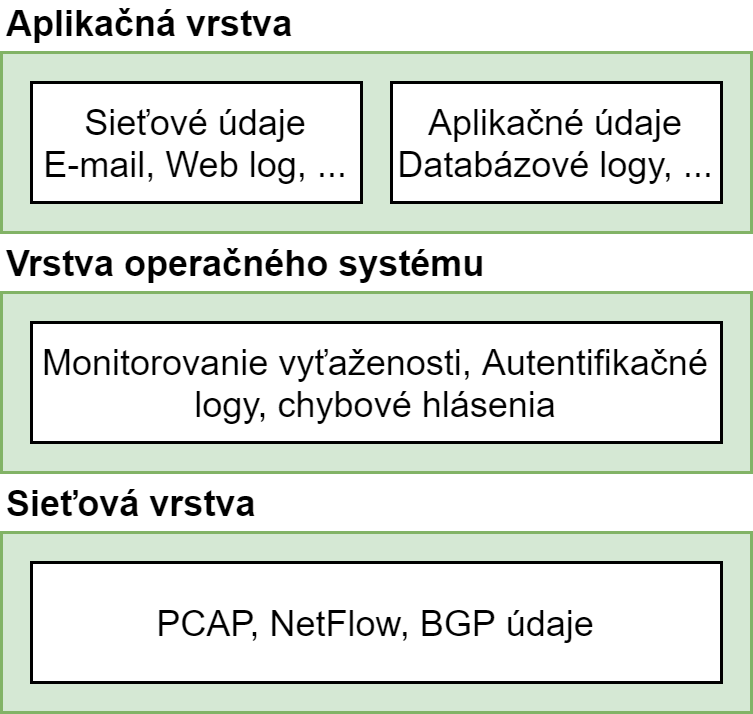 Aplikačná vrstva
Sieťové údaje
E-mail, Web log, ...
Aplikačné údaje
Databázové logy, ...
Vrstva operačného systému
Monitorovanie vyťaženosti, Autentifikačné
logy, chybové hlásenia
Sieťová vrstva
PCAP, NetFlow, BGP údaje